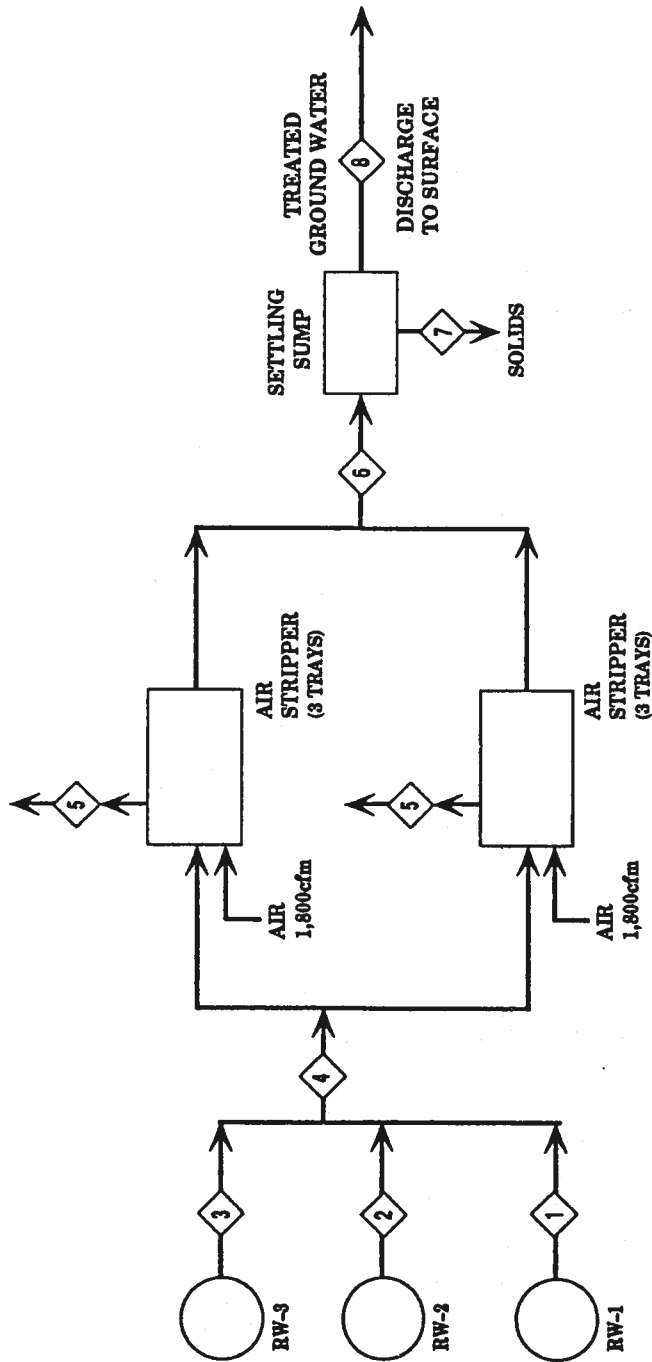 RW-3
3
RW-2
2
RW-1
1
4
AIR
1,800cfm
5
AIR
STRIPPER
(3 TRAYS)
AIR
1,800cfm
5
AIR
STRIPPER
(3 TRAYS)
6
SETTLING
SUMP
7
SOLIDS
TREATED
GROUND WATER
8
DISCHARGE
TO SURFACE